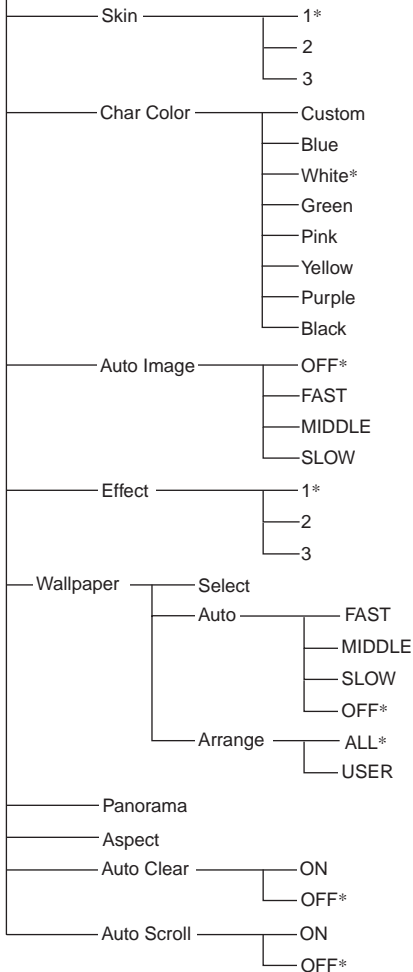 Skin 1*
2
3
Char Color Custom
Blue
White*
Green
Pink
Yellow
Purple
Black
Auto Image OFF*
FAST
MIDDLE
SLOW
Effect 1*
2
3
Wallpaper Select
Auto FAST
MIDDLE
SLOW
OFF*
Arrange ALL*
USER
Panorama
Aspect
Auto Clear ON
OFF*
Auto Scroll ON
OFF*